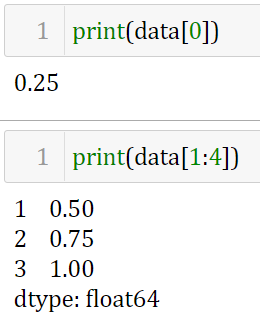 1 print(data[0])
0.25
1 print(data[1:4])
1 0.50
2 0.75
3 1.00
dtype: float64